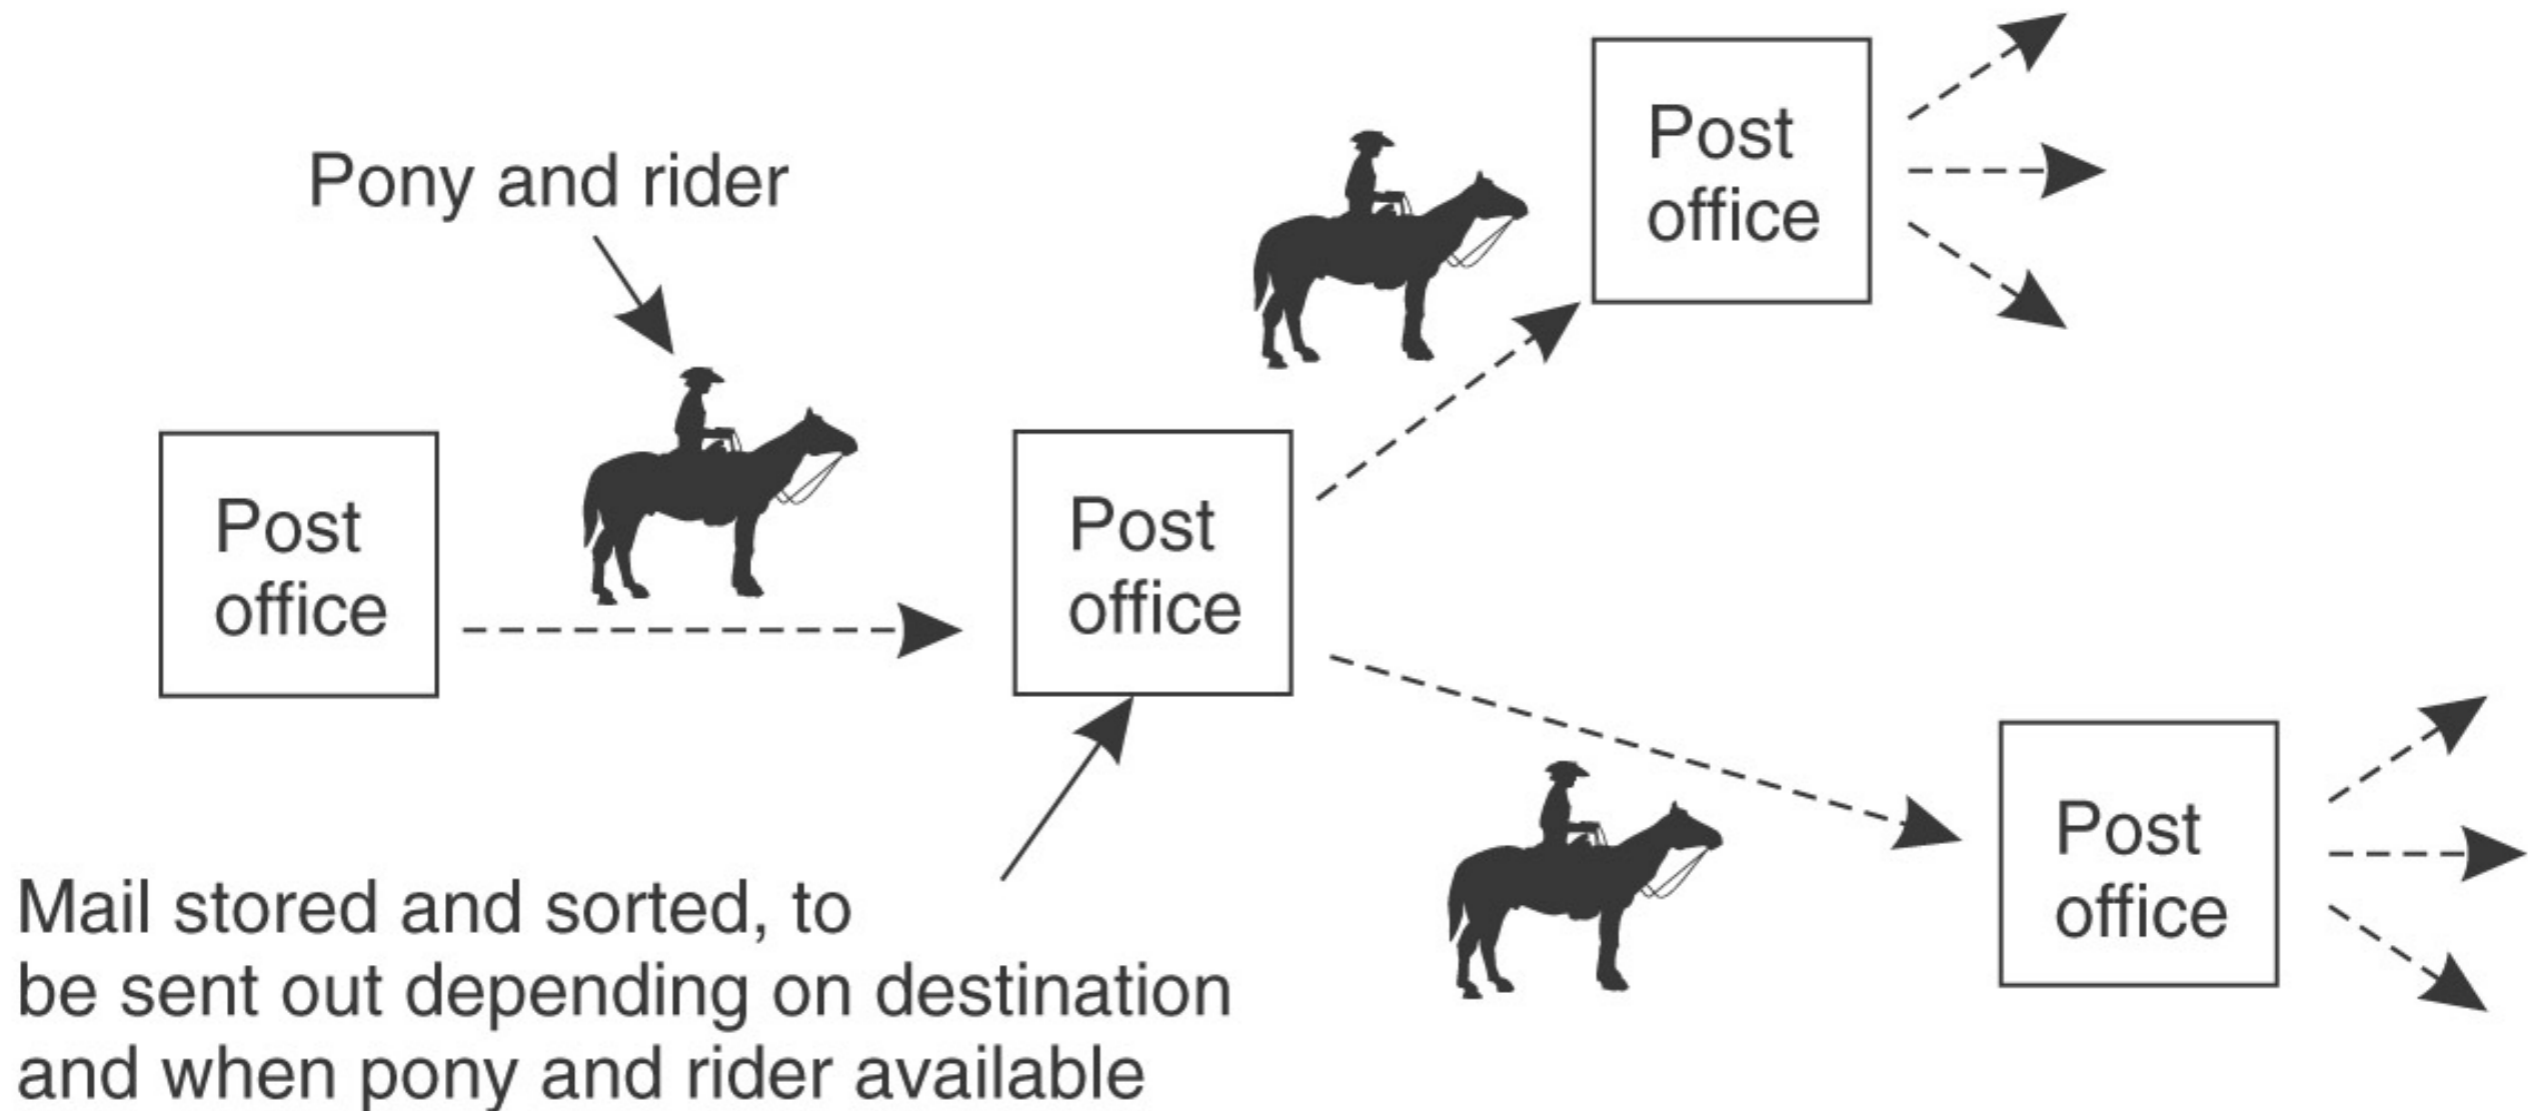 Post
office
Pony and rider
Post
office
Post
office
Mail stored and sorted, to
be sent out depending on destination
and when pony and rider available
Post
office